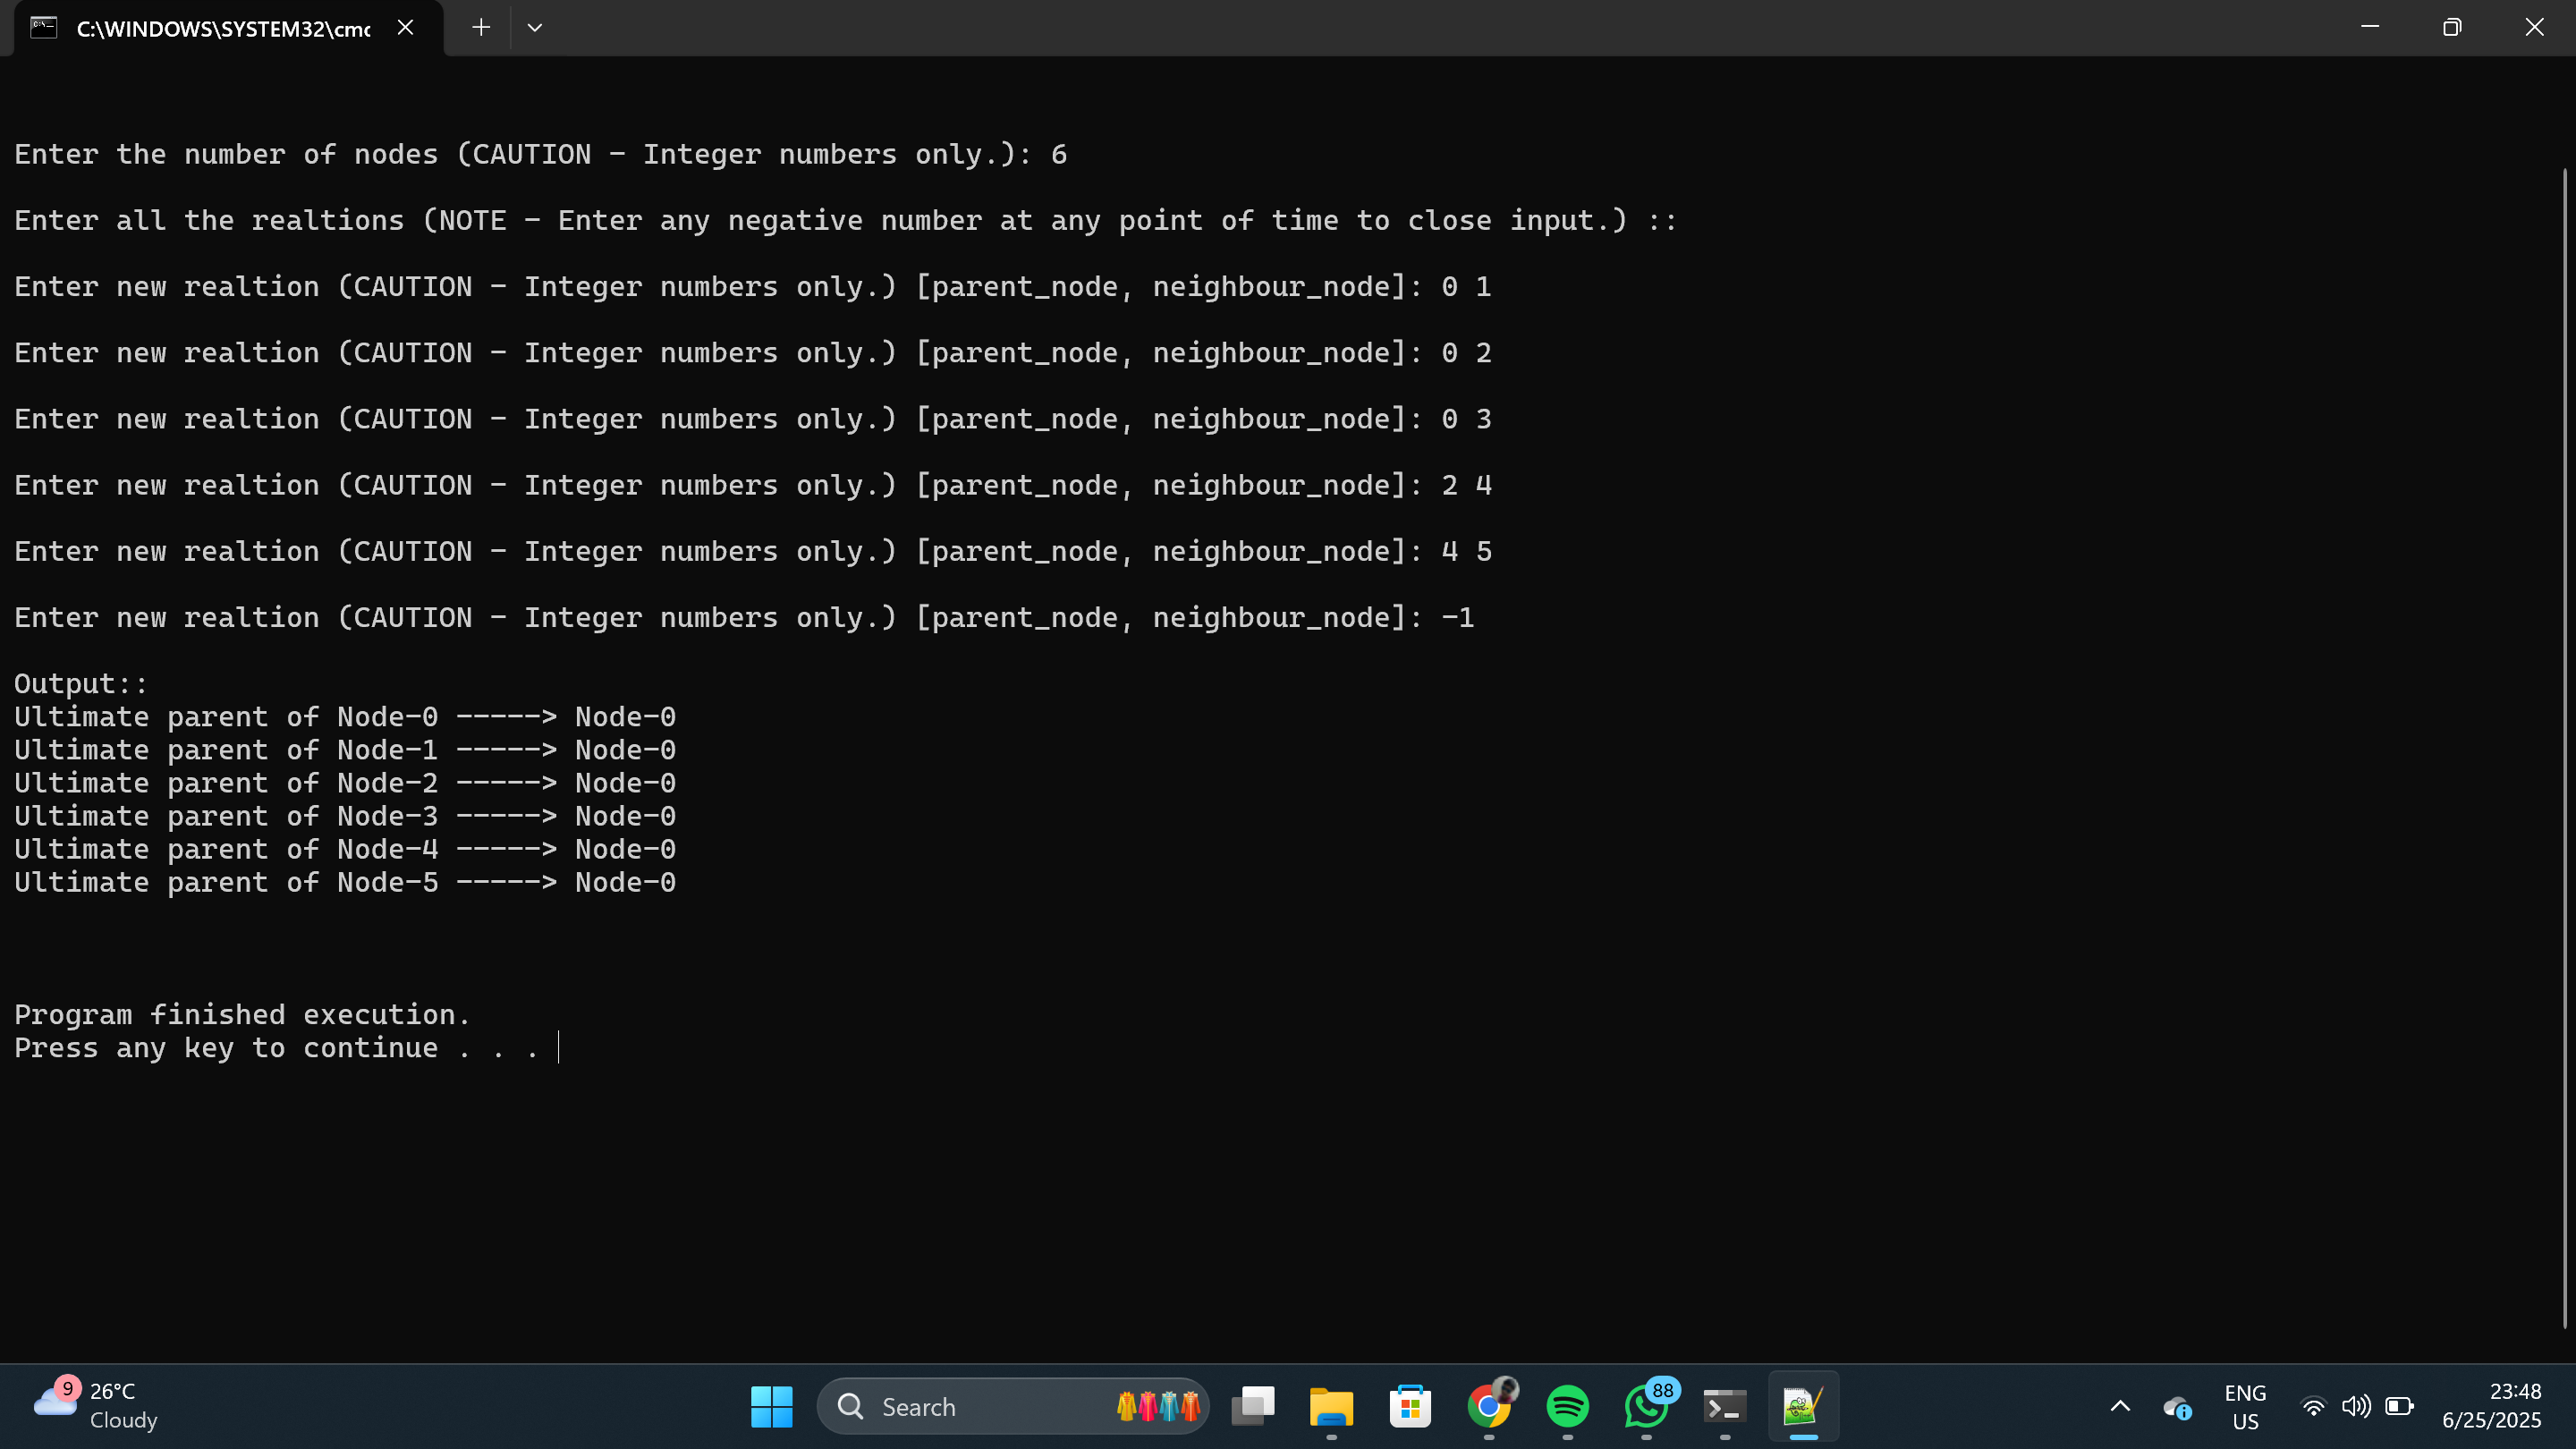 C:\WINDOWS\SYSTEM32\cmd
Enter the number of nodes (CAUTION - Integer numbers only.): 6
Enter all the realtions (NOTE - Enter any negative number at any point of time to close input.) ::
Enter new realtion (CAUTION - Integer numbers only.) [parent_node, neighbour_node]: 0 1
Enter new realtion (CAUTION - Integer numbers only.) [parent_node, neighbour_node]: 0 2
Enter new realtion (CAUTION - Integer numbers only.) [parent_node, neighbour_node]: 0 3
Enter new realtion (CAUTION - Integer numbers only.) [parent_node, neighbour_node]: 2 4
Enter new realtion (CAUTION - Integer numbers only.) [parent_node, neighbour_node]: 4 5
Enter new realtion (CAUTION - Integer numbers only.) [parent_node, neighbour_node]: -1
Output::
Ultimate parent of Node-0 -----> Node-0
Ultimate parent of Node-1 -----> Node-0
Ultimate parent of Node-2 -----> Node-0
Ultimate parent of Node-3 -----> Node-0
Ultimate parent of Node-4 -----> Node-0
Ultimate parent of Node-5 -----> Node-0
Program finished execution.
Press any key to continue . . .
9
26°C
Cloudy
Search
88
ENG
US
23:48
6/25/2025